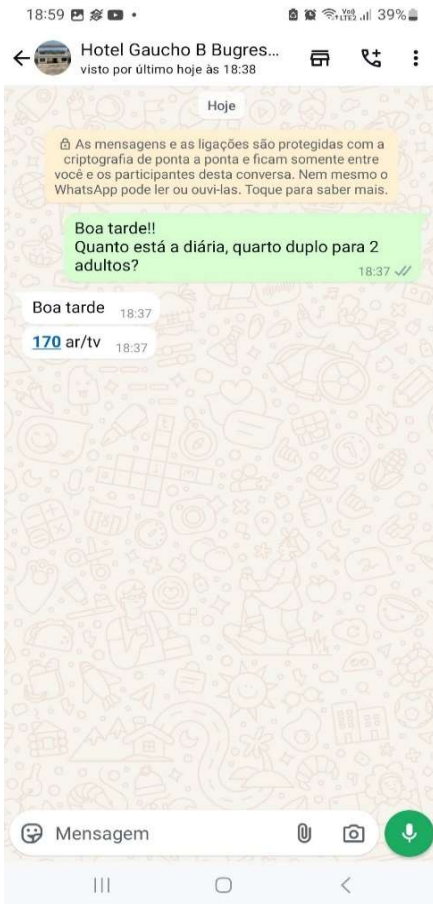 18:59
39%
Hotel Gaucho B Bugres...
visto por último hoje às 18:38
Hoje
As mensagens e as ligações são protegidas com a
criptografia de ponta a ponta e ficam somente entre
você e os participantes desta conversa. Nem mesmo o
WhatsApp pode ler ou ouvi-las. Toque para saber mais.
Boa tarde!!
Quanto está a diária, quarto duplo para 2
adultos?
18:37
Boa tarde 18:37
170 ar/tv 18:37
Mensagem